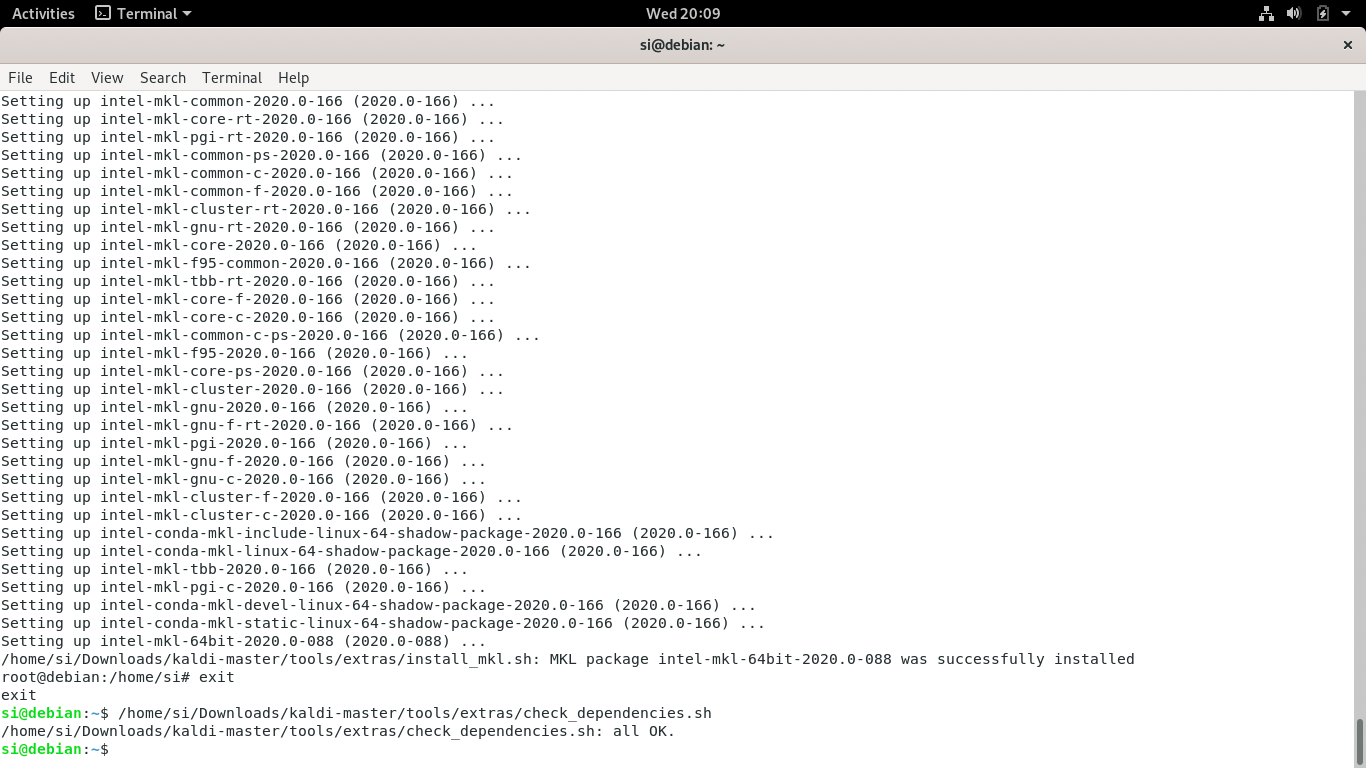 Activities Terminal Wed 20:09
si@debian: ~ ×
File Edit View Search Terminal Help
Setting up intel-mkl-common-2020.0-166 (2020.0-166) ...
Setting up intel-mkl-core-rt-2020.0-166 (2020.0-166) ...
Setting up intel-mkl-pgi-rt-2020.0-166 (2020.0-166) ...
Setting up intel-mkl-common-ps-2020.0-166 (2020.0-166) ...
Setting up intel-mkl-common-c-2020.0-166 (2020.0-166) ...
Setting up intel-mkl-common-f-2020.0-166 (2020.0-166) ...
Setting up intel-mkl-cluster-rt-2020.0-166 (2020.0-166) ...
Setting up intel-mkl-gnu-rt-2020.0-166 (2020.0-166) ...
Setting up intel-mkl-core-2020.0-166 (2020.0-166) ...
Setting up intel-mkl-f95-common-2020.0-166 (2020.0-166) ...
Setting up intel-mkl-tbb-rt-2020.0-166 (2020.0-166) ...
Setting up intel-mkl-core-f-2020.0-166 (2020.0-166) ...
Setting up intel-mkl-core-c-2020.0-166 (2020.0-166) ...
Setting up intel-mkl-common-c-ps-2020.0-166 (2020.0-166) ...
Setting up intel-mkl-f95-2020.0-166 (2020.0-166) ...
Setting up intel-mkl-core-ps-2020.0-166 (2020.0-166) ...
Setting up intel-mkl-cluster-2020.0-166 (2020.0-166) ...
Setting up intel-mkl-gnu-2020.0-166 (2020.0-166) ...
Setting up intel-mkl-gnu-f-rt-2020.0-166 (2020.0-166) ...
Setting up intel-mkl-pgi-2020.0-166 (2020.0-166) ...
Setting up intel-mkl-gnu-f-2020.0-166 (2020.0-166) ...
Setting up intel-mkl-gnu-c-2020.0-166 (2020.0-166) ...
Setting up intel-mkl-cluster-f-2020.0-166 (2020.0-166) ...
Setting up intel-mkl-cluster-c-2020.0-166 (2020.0-166) ...
Setting up intel-conda-mkl-include-linux-64-shadow-package-2020.0-166 (2020.0-166) ...
Setting up intel-conda-mkl-linux-64-shadow-package-2020.0-166 (2020.0-166) ...
Setting up intel-mkl-tbb-2020.0-166 (2020.0-166) ...
Setting up intel-mkl-pgi-c-2020.0-166 (2020.0-166) ...
Setting up intel-conda-mkl-devel-linux-64-shadow-package-2020.0-166 (2020.0-166) ...
Setting up intel-conda-mkl-static-linux-64-shadow-package-2020.0-166 (2020.0-166) ...
Setting up intel-mkl-64bit-2020.0-088 (2020.0-088) ...
/home/si/Downloads/kaldi-master/tools/extras/install_mkl.sh: MKL package intel-mkl-64bit-2020.0-088 was successfully installed
root@debian:/home/si# exit
exit
si@debian:~$ /home/si/Downloads/kaldi-master/tools/extras/check_dependencies.sh
/home/si/Downloads/kaldi-master/tools/extras/check_dependencies.sh: all OK.
si@debian:~$